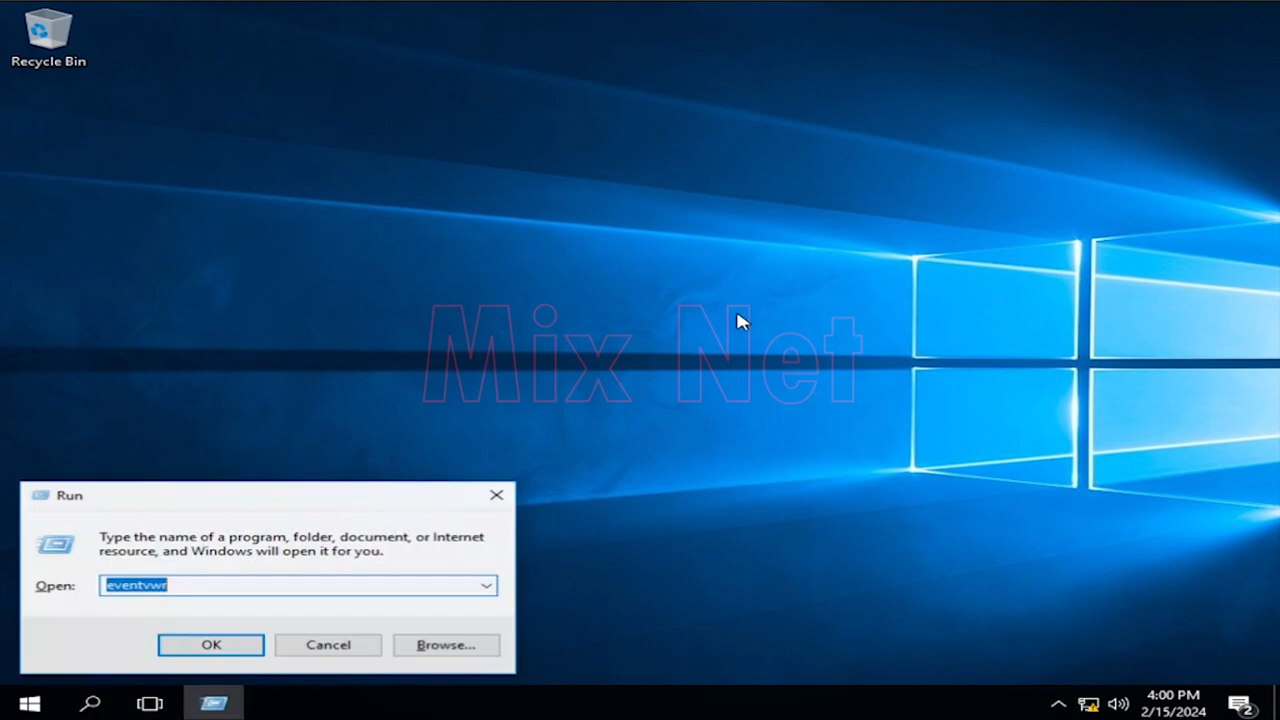 Recycle Bin
Mix Net
Run
Type the name of a program, folder, document, or Internet
resource, and Windows will open it for you.
Open:
eventvwr
OK
Cancel
Browse...
4:00 PM
2/15/2024
2